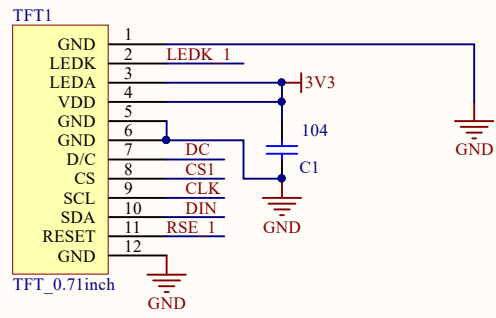 TFT1
GND 1
LEDK 2 LEDK_1
LEDA 3 3V3
VDD 4
GND 5
GND 6 104
D/C 7 DC GND
CS 8 CS1 C1
SCL 9 CLK
SDA 10 DIN
RESET 11 RSE_1 GND
GND 12
TFT_0.71inch
GND